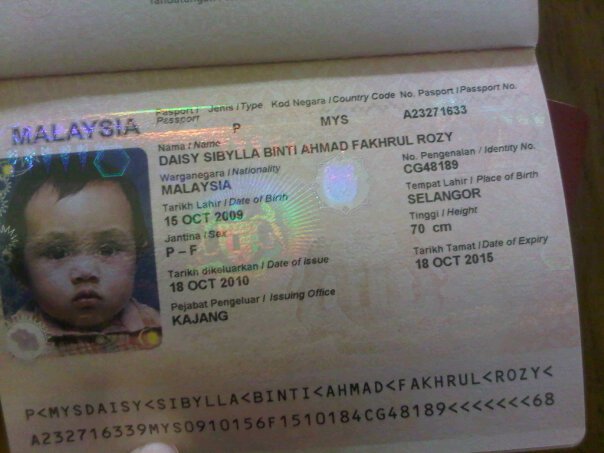 Pasport / Passport Jenis / Type Kod Negara / Country Code No. Pasport / Passport No.
MALAYSIA P MYS A23271633
Nama / Name
DAISY SIBYLLA BINTI AHMAD FAKHRUL ROZY
Warganegara / Nationality No. Pengenalan / Identity No.
MALAYSIA CG48189
Tarikh Lahir / Date of Birth Tempat Lahir / Place of Birth
15 OCT 2009 SELANGOR
Jantina / Sex Tinggi / Height
P – F 70 cm
Tarikh dikeluarkan / Date of Issue Tarikh Tamat / Date of Expiry
18 OCT 2010 18 OCT 2015
Pejabat Pengeluar / Issuing Office
KAJANG
P<MYSDAISY<SIBYLLA<BINTI<AHMAD<FAKHRUL<ROZY<
A232716339MYS0910156F1510184CG48189<<<<<<<68